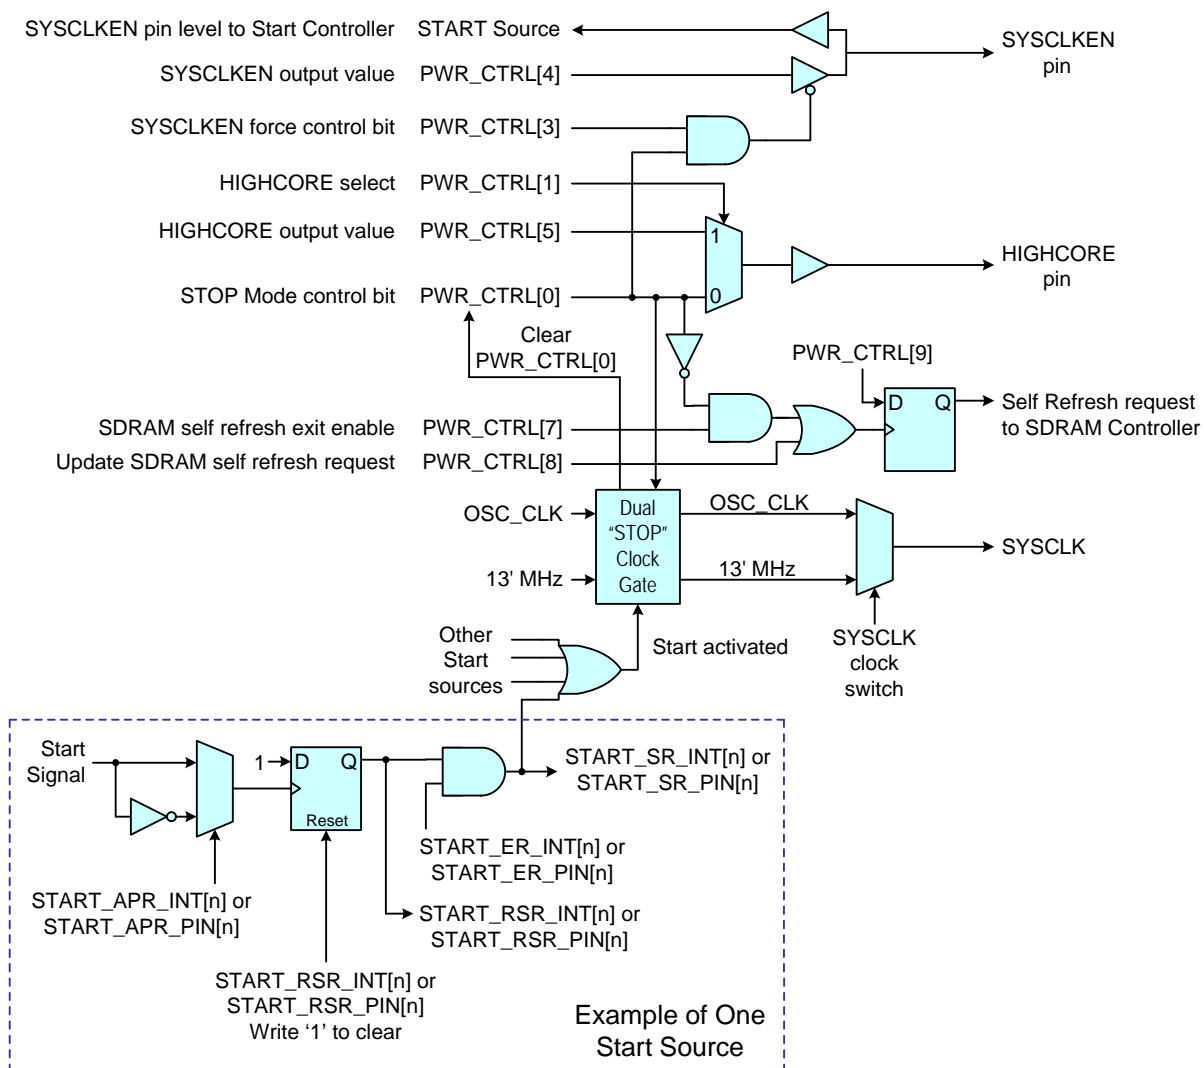 SYSCLKEN pin level to Start Controller START Source
SYSCLKEN
pin
SYSCLKEN output value PWR_CTRL[4]
SYSCLKEN force control bit PWR_CTRL[3]
HIGHCORE select PWR_CTRL[1]
HIGHCORE output value PWR_CTRL[5]
1
HIGHCORE
pin
STOP Mode control bit PWR_CTRL[0]
0
Clear
PWR_CTRL[0]
PWR_CTRL[9]
D Q
Self Refresh request
to SDRAM Controller
SDRAM self refresh exit enable PWR_CTRL[7]
Update SDRAM self refresh request PWR_CTRL[8]
OSC_CLK
Dual
“STOP”
Clock
Gate
OSC_CLK
SYSCLK
13' MHz
13' MHz
SYSCLK
clock
switch
Other
Start
sources
Start activated
Start
Signal
1
D Q
Reset
START_SR_INT[n] or
START_SR_PIN[n]
START_ER_INT[n] or
START_ER_PIN[n]
START_APR_INT[n] or
START_APR_PIN[n]
START_RSR_INT[n] or
START_RSR_PIN[n]
START_RSR_INT[n] or
START_RSR_PIN[n]
Write ‘1’ to clear
Example of One
Start Source